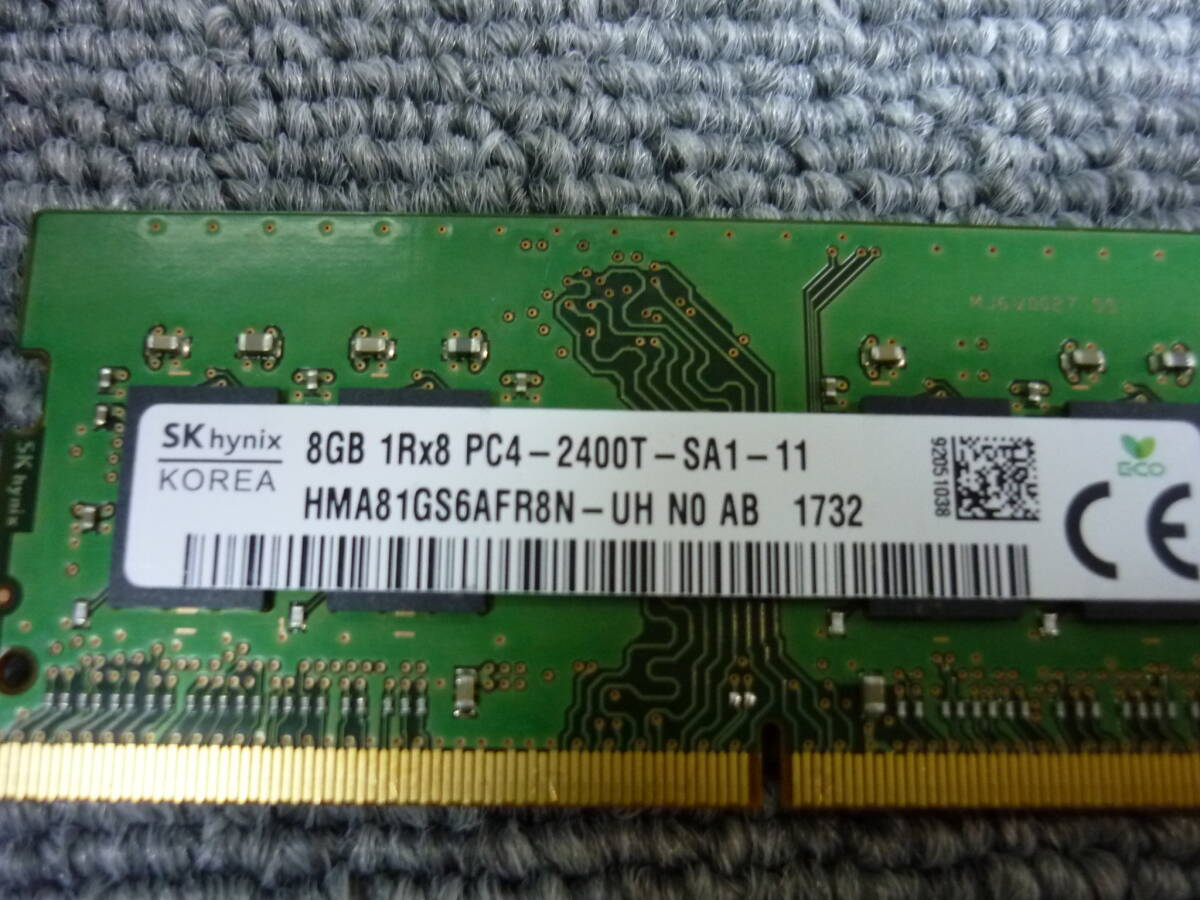 SK hynix
KOREA
8GB 1Rx8 PC4-2400T-SA1-11
HMA81GS6AFR8N-UH N0 AB 1732
92051038
ECO
CE
SK hynix